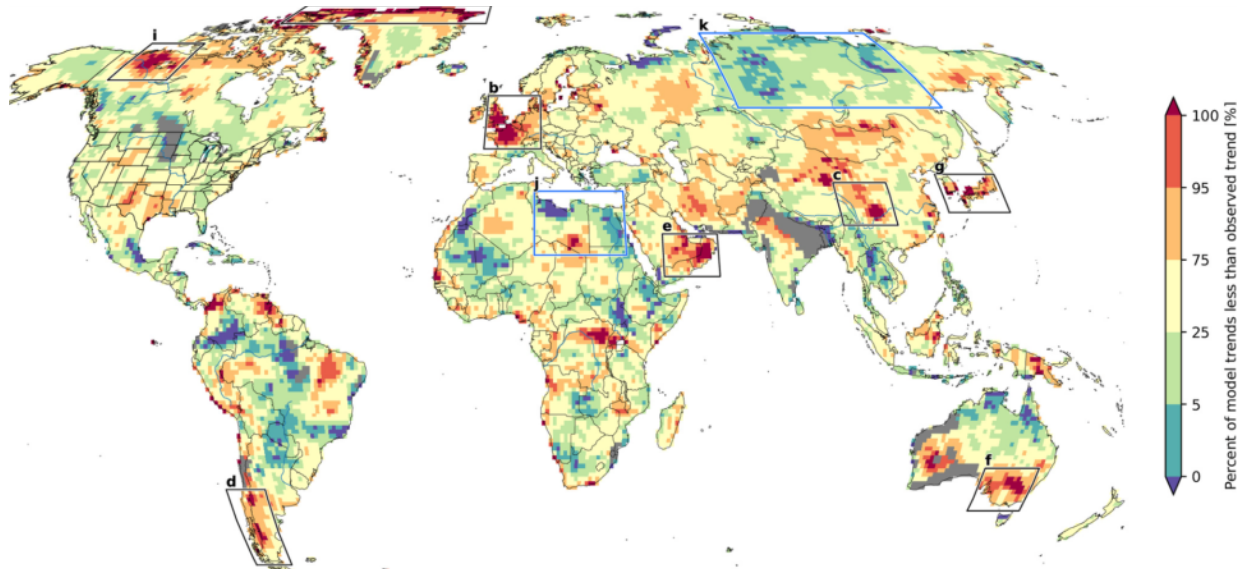 i
k
b
100
95
c
g
j
75
e
25
5
f
0
d
Percent of model trends less than observed trend [%]